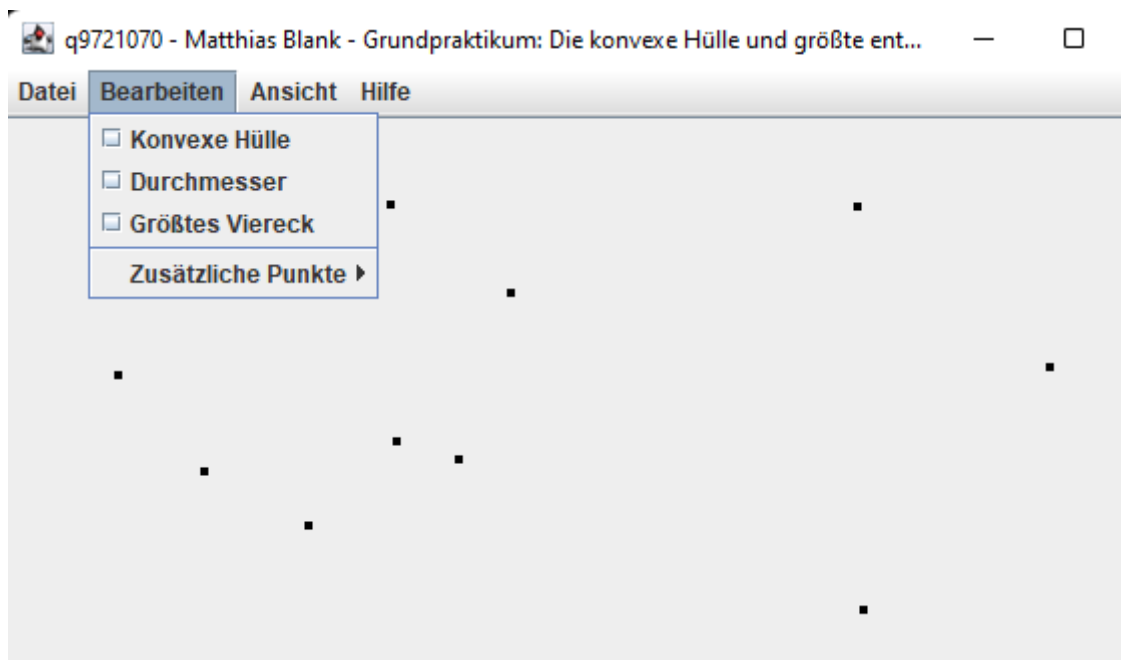 q9721070 - Matthias Blank - Grundpraktikum: Die konvexe Hülle und größte ent...
Datei Bearbeiten Ansicht Hilfe
Konvexe Hülle
Durchmesser
Größtes Viereck
Zusätzliche Punkte